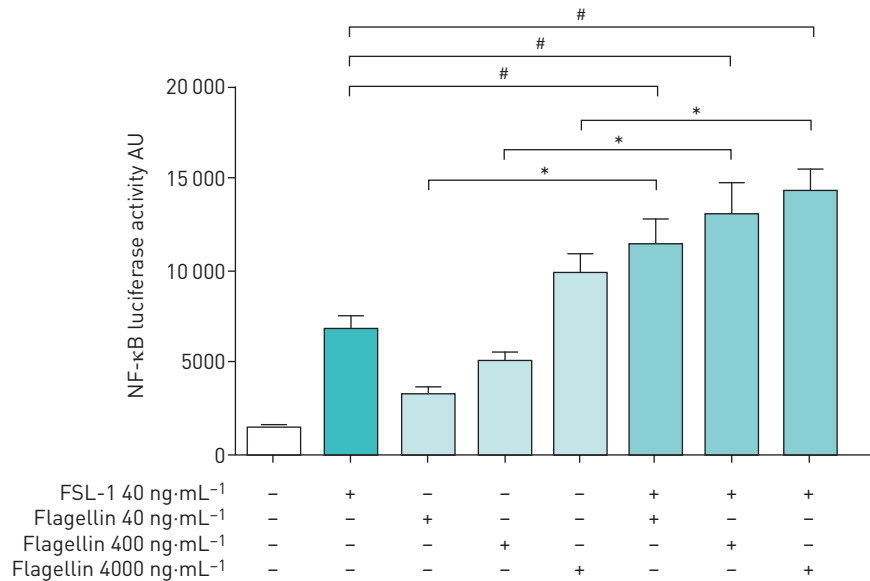 #
#
#
20 000
*
*
15 000
*
10 000
5000
0
NF-κB luciferase activity AU
FSL-1 40 ng·mL⁻¹ – + – – – + + +
Flagellin 40 ng·mL⁻¹ – – + – – + – –
Flagellin 400 ng·mL⁻¹ – – – + – – + –
Flagellin 4000 ng·mL⁻¹ – – – – + – – +